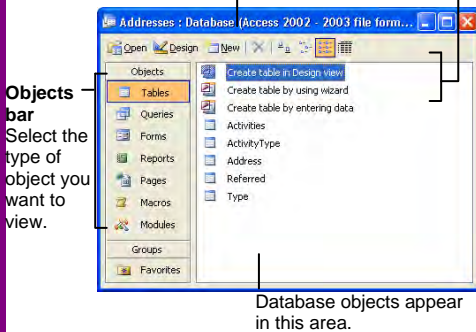 Addresses : Database (Access 2002 - 2003 file form...
Open Design New
Objects
Tables
Queries
Forms
Reports
Pages
Macros
Modules
Groups
Favorites
Create table in Design view
Create table by using wizard
Create table by entering data
Activities
ActivityType
Address
Referred
Type
Objects
bar
Select the
type of
object you
want to
view.
Database objects appear
in this area.